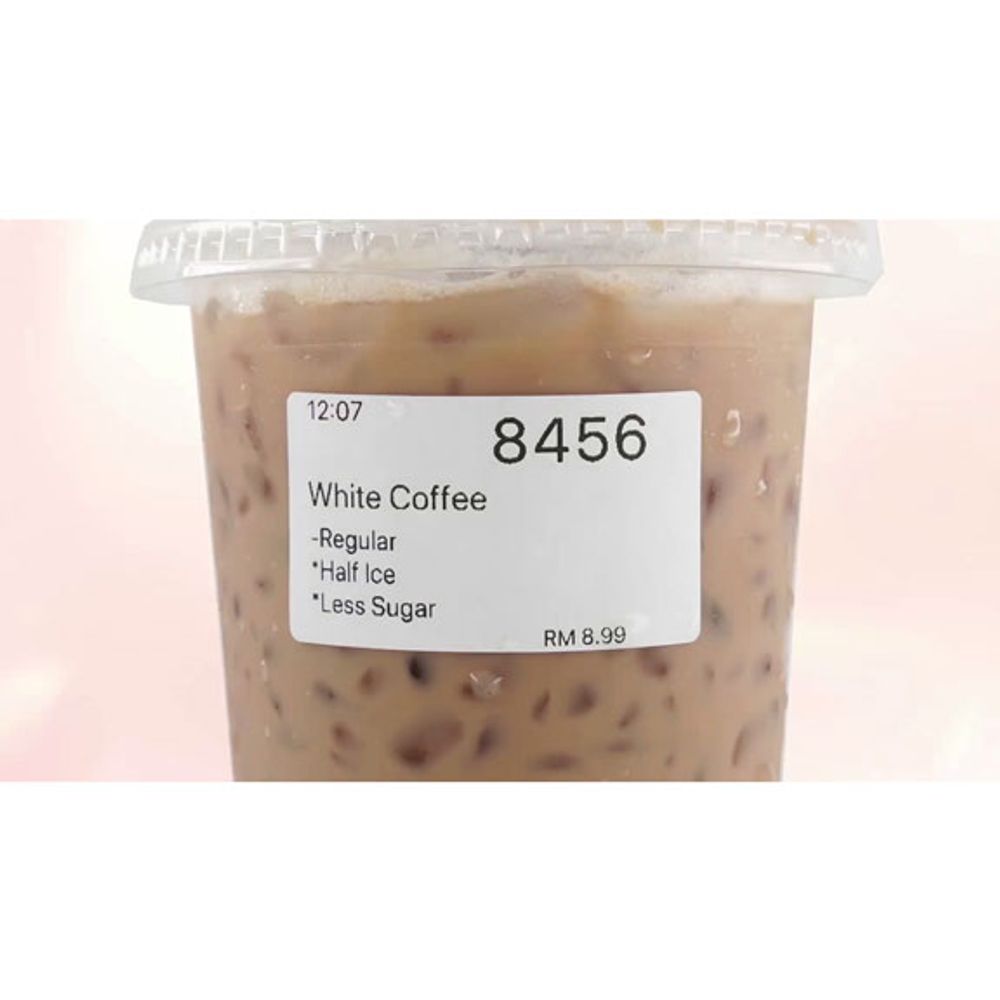 12:07
8456
White Coffee
-Regular
*Half Ice
*Less Sugar
RM 8.99